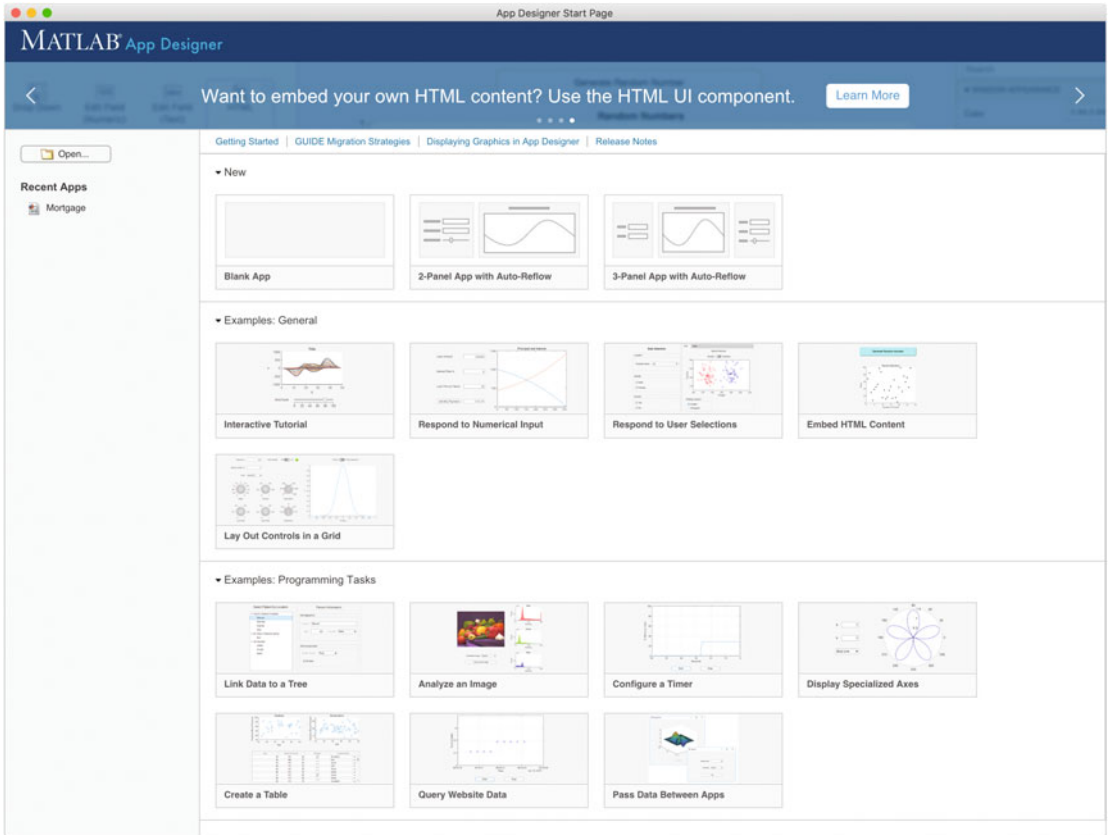 App Designer Start Page
MATLAB® App Designer
Want to embed your own HTML content? Use the HTML UI component.
Learn More
Open...
Recent Apps
Mortgage
Getting Started | GUIDE Migration Strategies | Displaying Graphics in App Designer | Release Notes
New
Blank App
2-Panel App with Auto-Reflow
3-Panel App with Auto-Reflow
Examples: General
Interactive Tutorial
Respond to Numerical Input
Respond to User Selections
Embed HTML Content
Lay Out Controls in a Grid
Examples: Programming Tasks
Link Data to a Tree
Analyze an Image
Configure a Timer
Display Specialized Axes
Create a Table
Query Website Data
Pass Data Between Apps